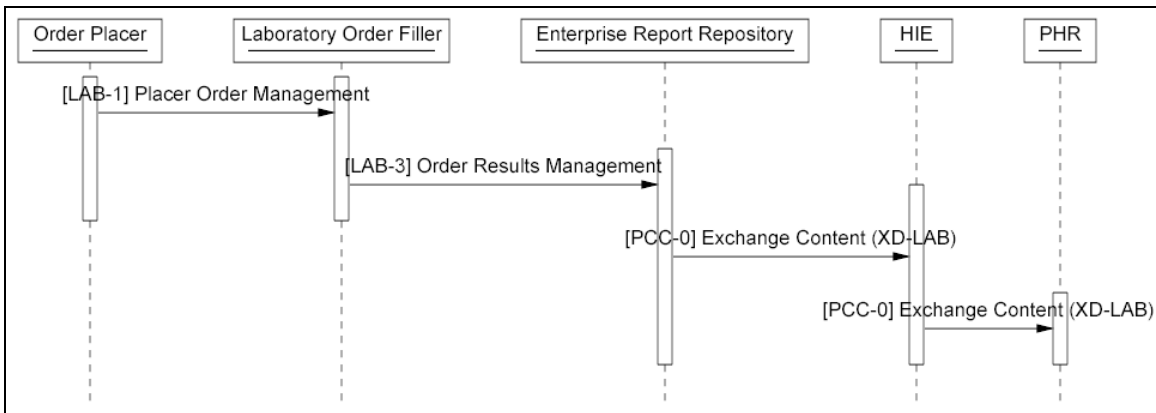 Order Placer
Laboratory Order Filler
Enterprise Report Repository
HIE
PHR
[LAB-1] Placer Order Management
[LAB-3] Order Results Management
[PCC-0] Exchange Content (XD-LAB)
[PCC-0] Exchange Content (XD-LAB)